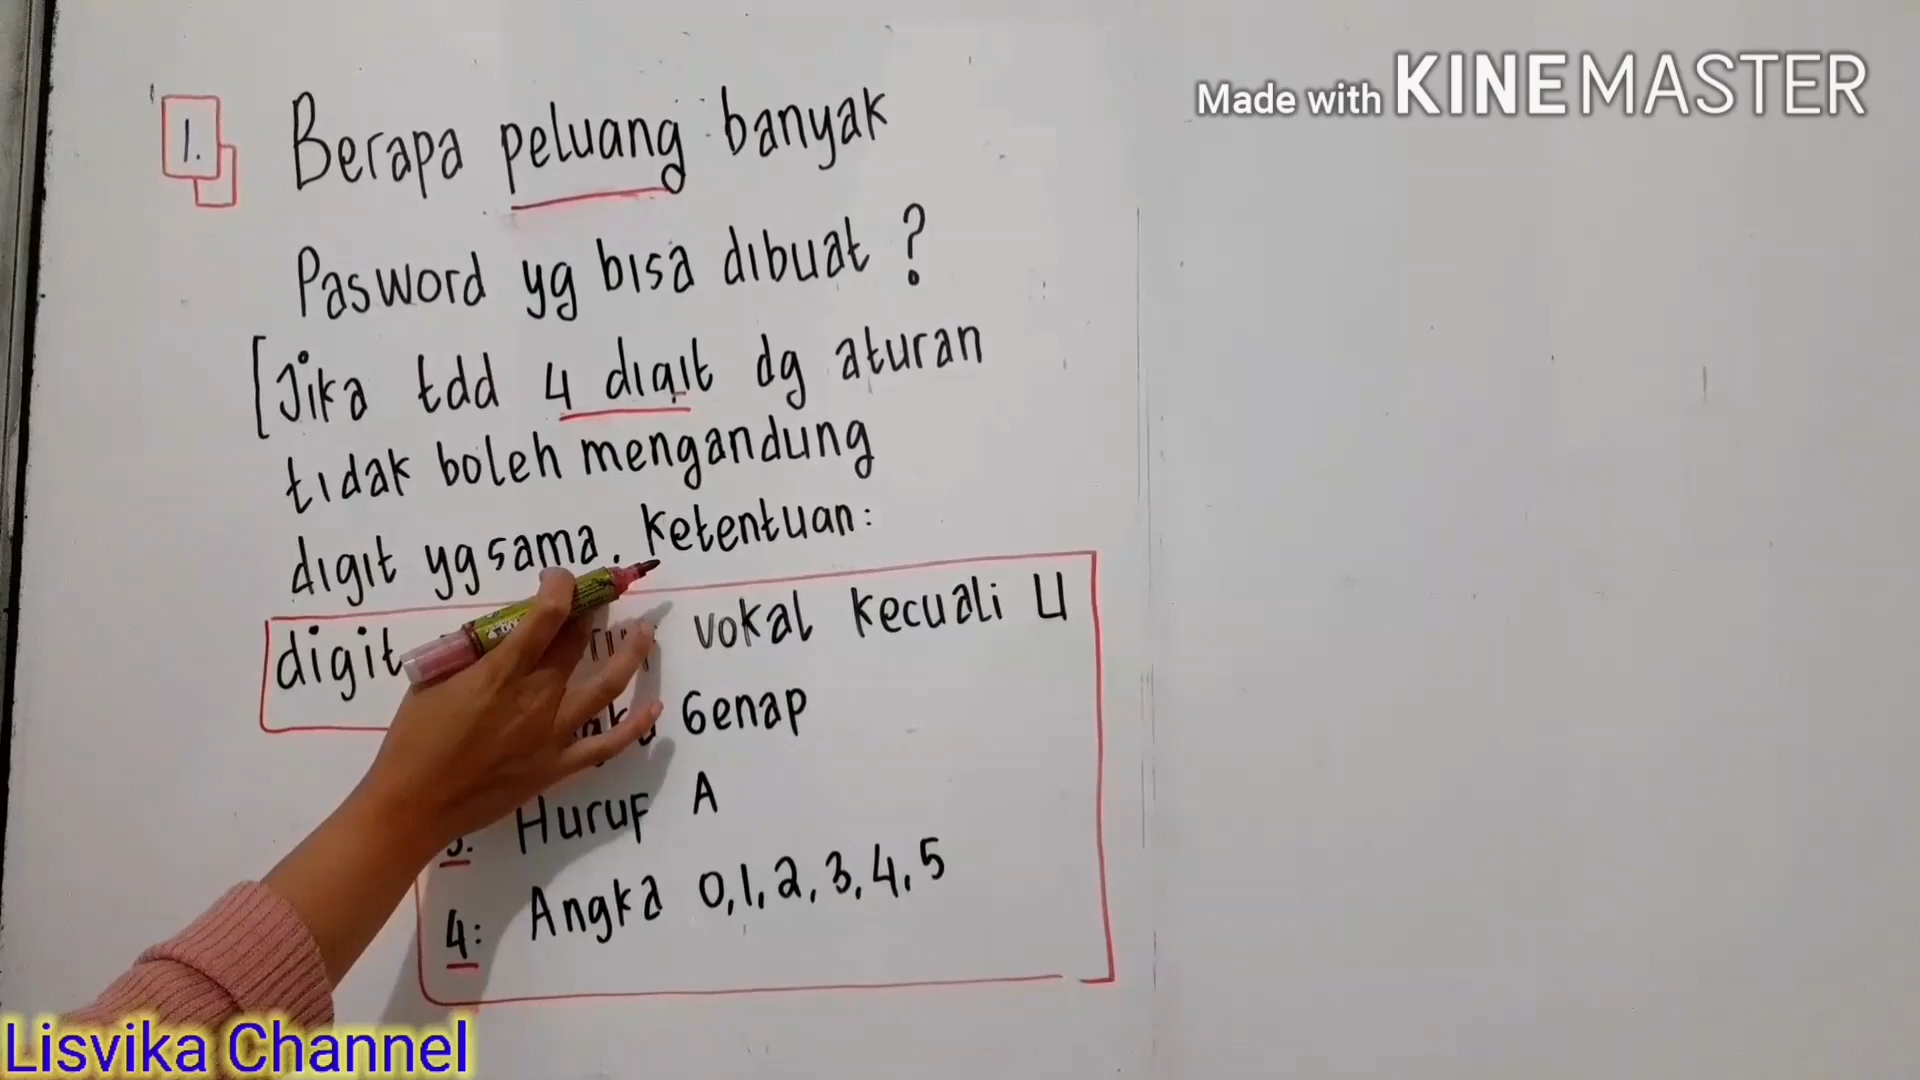 Made with KINEMASTER
1. Berapa peluang banyak
Pasword yg bisa dibuat ?
[Jika tdd 4 digit dg aturan
tidak boleh mengandung
digit yg sama. Ketentuan:
digit vokal kecuali U
Genap
3. Huruf A
4: Angka 0,1,2,3,4,5
Lisvika Channel